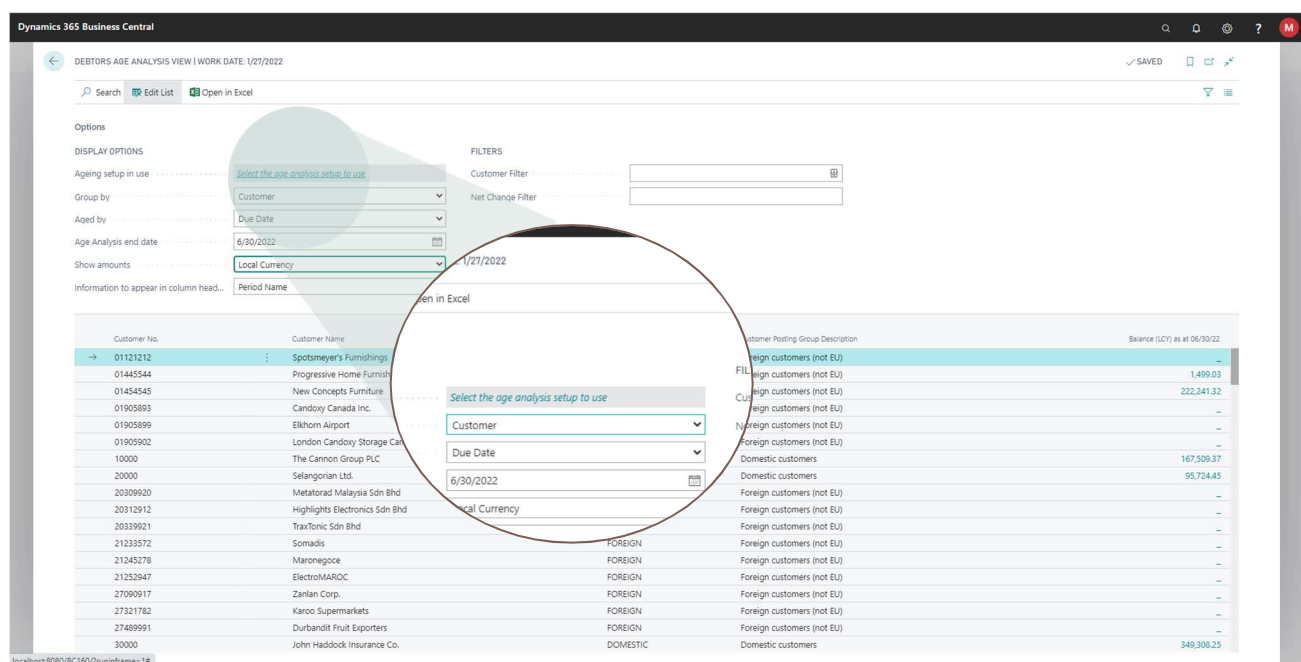 Dynamics 365 Business Central
?
M
DEBTORS AGE ANALYSIS VIEW | WORK DATE: 1/27/2022
SAVED
Search Edit List Open in Excel
Options
DISPLAY OPTIONS FILTERS
Ageing setup in use Select the age analysis setup to use Customer Filter
Group by Customer Net Change Filter
Aged by Due Date
Age Analysis end date 6/30/2022
Show amounts Local Currency
Information to appear in column head... Period Name
1/27/2022
in Excel
Select the age analysis setup to use
Customer
Due Date
6/30/2022
Currency
Customer No. Customer Name Posting Group Description Balance (LCY) as at 06/30/22
01121212 Spotsmeyer's Furnishings customers (not EU) _
01445544 Progressive Home customers (not EU) 1,499.03
01454545 New Concepts Furniture customers (not EU) 222,241.32
01905893 Candoxy Canada Inc. customers (not EU) _
01905899 Elkhorn Airport customers (not EU) _
01905902 London Candoxy Storage Foreign customers (not EU) _
10000 The Cannon Group PLC Domestic customers 167,509.37
20000 Selangorian Ltd. Domestic customers 95,724.45
20309920 Metatorad Malaysia Sdn Bhd Foreign customers (not EU) _
20312912 Highlights Electronics Sdn Bhd Foreign customers (not EU) _
20339921 TraxTonic Sdn Bhd Foreign customers (not EU) _
21233572 Somadis FOREIGN Foreign customers (not EU) _
21245278 Maronegoce FOREIGN Foreign customers (not EU) _
21252947 ElectroMAROC FOREIGN Foreign customers (not EU) _
27090917 Zanlan Corp. FOREIGN Foreign customers (not EU) _
27321782 Karoo Supermarkets FOREIGN Foreign customers (not EU) _
27489991 Durbandit Fruit Exporters FOREIGN Foreign customers (not EU) _
30000 John Haddock Insurance Co. DOMESTIC Domestic customers 349,308.25
localhost:8080/BC160/?runinframe=1#